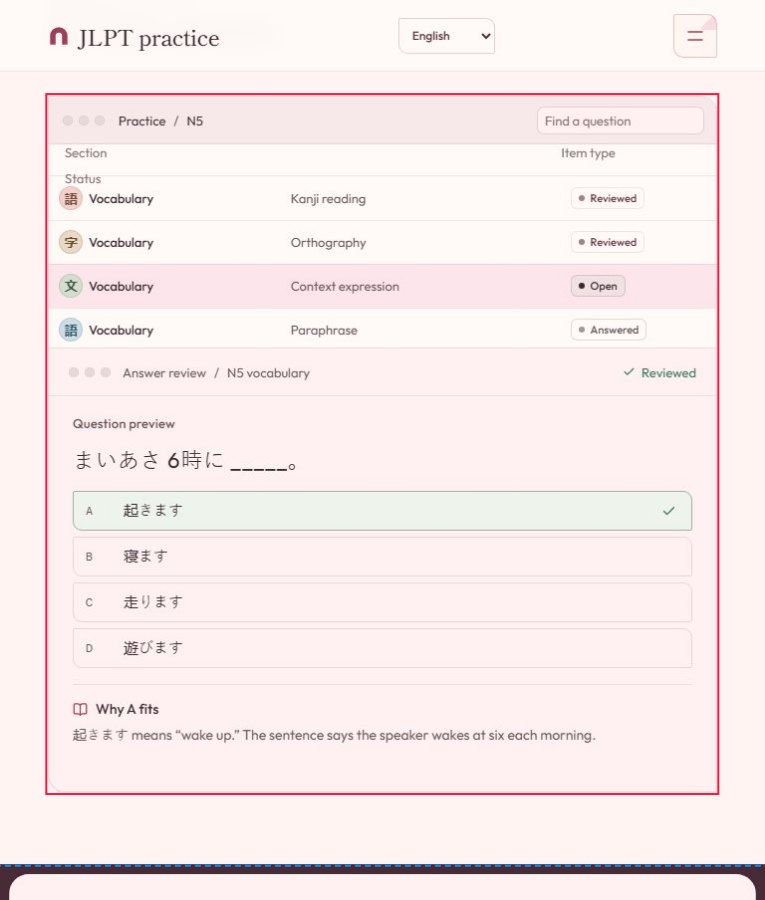 JLPT practice
English
Practice / N5
Find a question
Section Item type
Status
語 Vocabulary Kanji reading Reviewed
字 Vocabulary Orthography Reviewed
文 Vocabulary Context expression Open
語 Vocabulary Paraphrase Answered
Answer review / N5 vocabulary Reviewed
Question preview
まいあさ 6時に _____。
A 起きます
B 寝ます
C 走ります
D 遊びます
Why A fits
起きます means “wake up.” The sentence says the speaker wakes at six each morning.